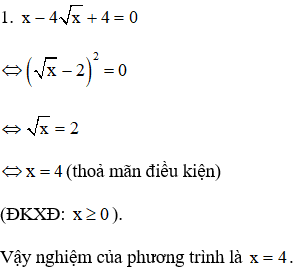 1. x − 4√x + 4 = 0
⇔ (√x − 2)² = 0
⇔ √x = 2
⇔ x = 4 (thoả mãn điều kiện)
(ĐKXĐ: x ≥ 0).
Vậy nghiệm của phương trình là x = 4.